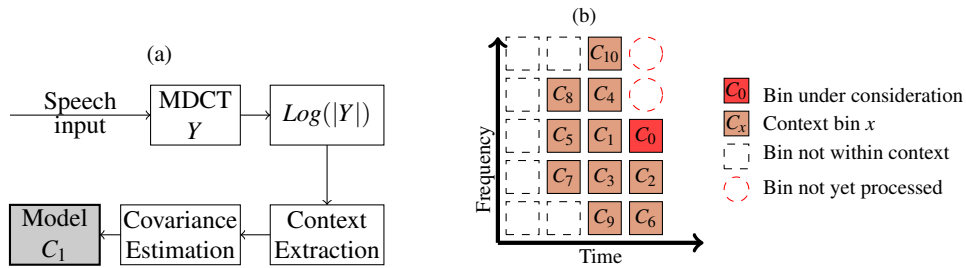 (a)
Speech
input
MDCT
Y
Log(|Y|)
Model
C₁
Covariance
Estimation
Context
Extraction
(b)
Frequency
C₁₀
C₈ C₄
C₅ C₁ C₀
C₇ C₃ C₂
C₉ C₆
Time
C₀ Bin under consideration
Cₓ Context bin x
Bin not within context
Bin not yet processed